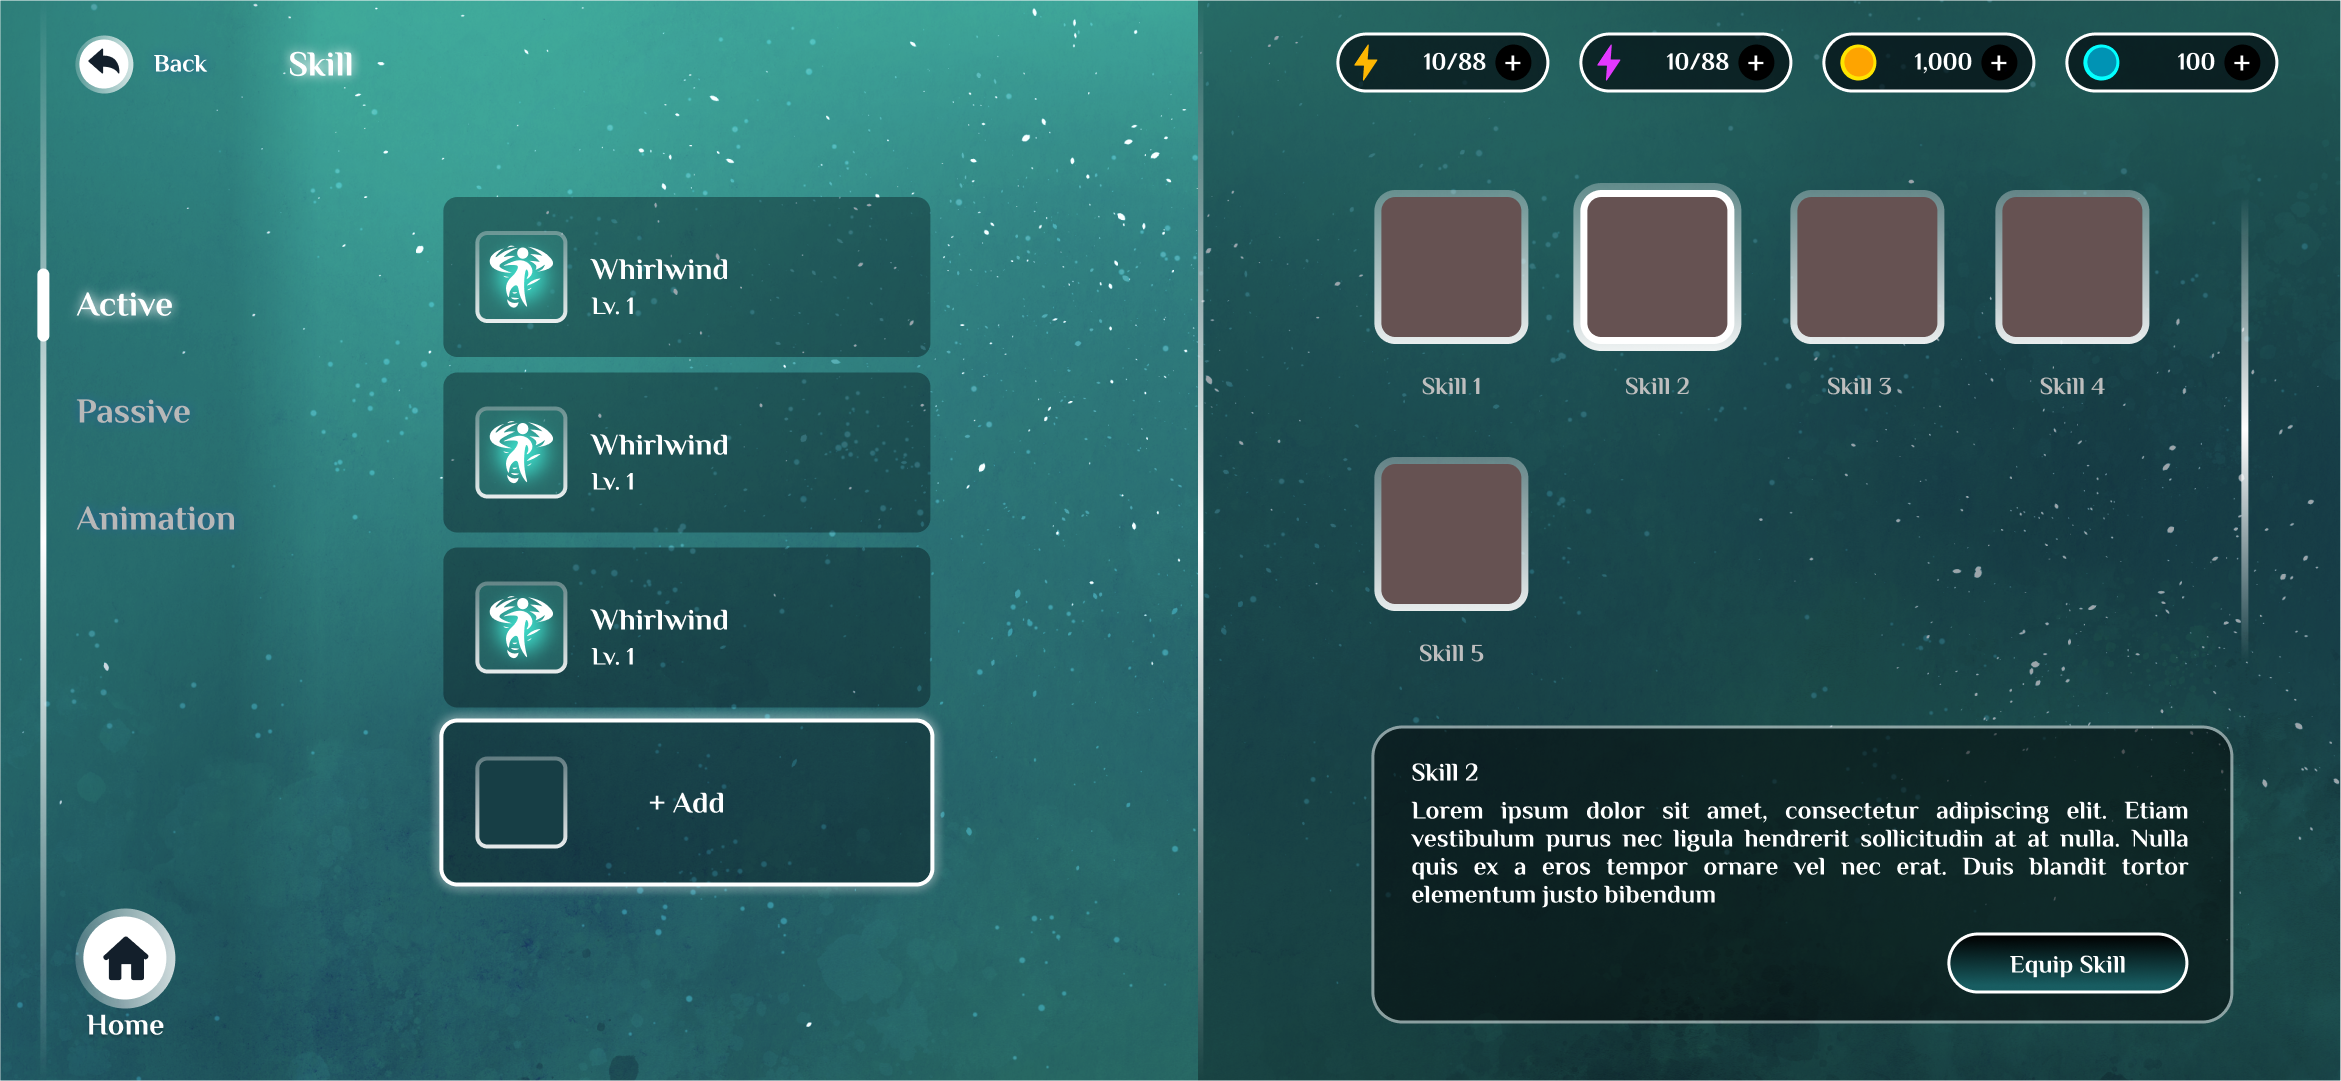 Back
Skill
10/88 +
10/88 +
1,000 +
100 +
Active
Passive
Animation
Whirlwind
Lv. 1
Whirlwind
Lv. 1
Whirlwind
Lv. 1
+ Add
Home
Skill 1
Skill 2
Skill 3
Skill 4
Skill 5
Skill 2
Lorem ipsum dolor sit amet, consectetur adipiscing elit. Etiam
vestibulum purus nec ligula hendrerit sollicitudin at at nulla. Nulla
quis ex a eros tempor ornare vel nec erat. Duis blandit tortor
elementum justo bibendum
Equip Skill